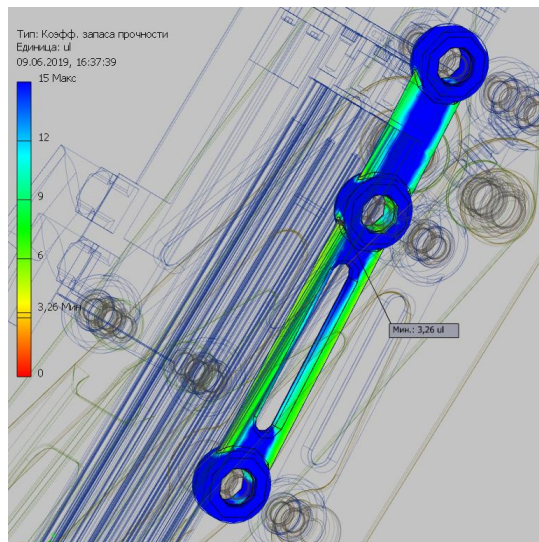 Тип: Коэфф. запаса прочности
Единица: ul
09.06.2019, 16:37:39
15 Макс
12
9
6
3,26 Мин
0
Мин.: 3,26 ul